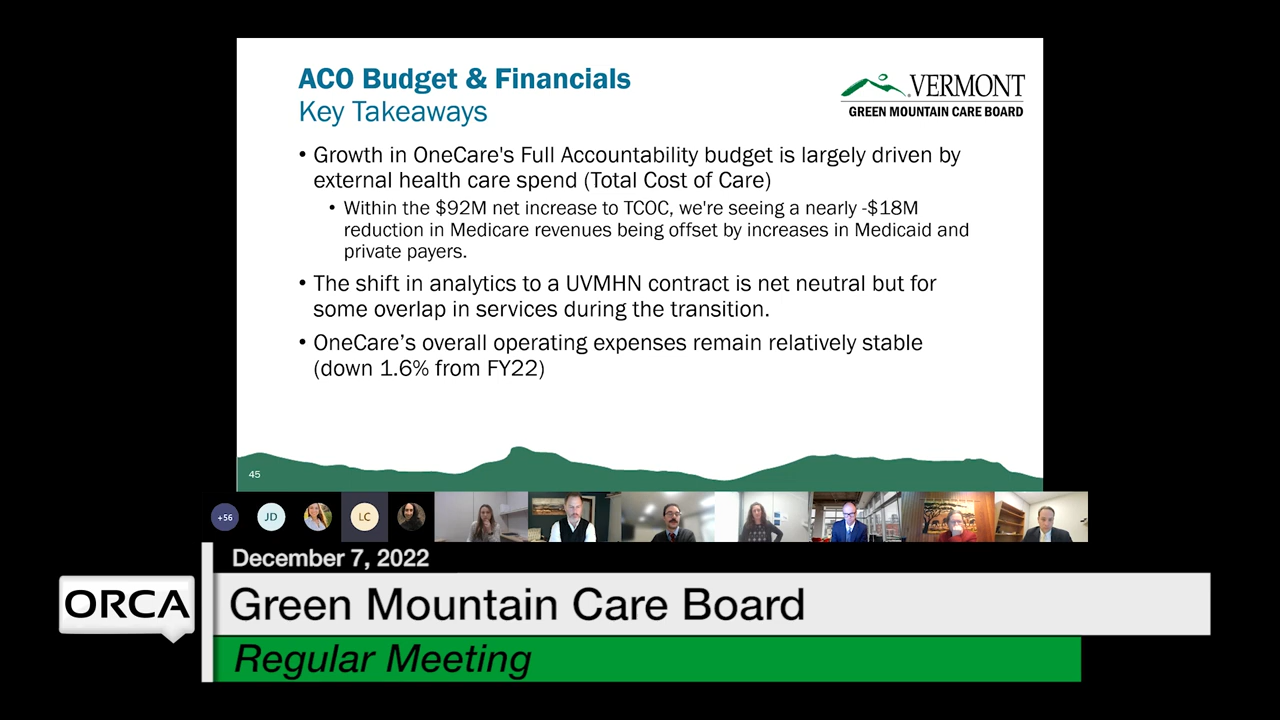 ACO Budget & Financials
Key Takeaways
VERMONT
GREEN MOUNTAIN CARE BOARD
• Growth in OneCare's Full Accountability budget is largely driven by
external health care spend (Total Cost of Care)
• Within the $92M net increase to TCOC, we're seeing a nearly -$18M
reduction in Medicare revenues being offset by increases in Medicaid and
private payers.
• The shift in analytics to a UVMHN contract is net neutral but for
some overlap in services during the transition.
• OneCare’s overall operating expenses remain relatively stable
(down 1.6% from FY22)
45
+56
JD
LC
December 7, 2022
ORCA
Green Mountain Care Board
Regular Meeting